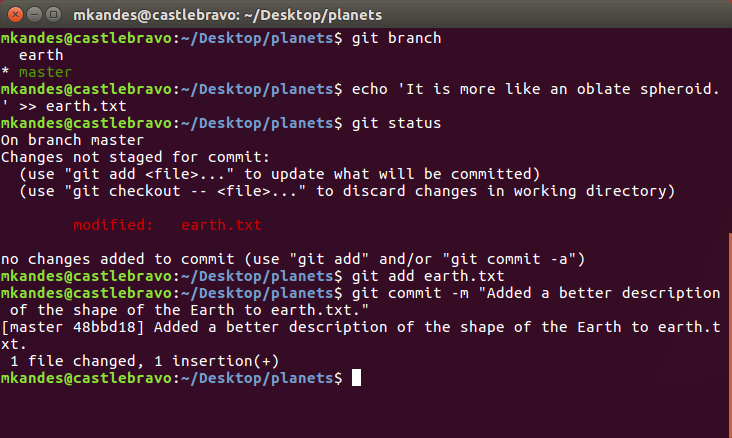 mkandes@castlebravo: ~/Desktop/planets
mkandes@castlebravo:~/Desktop/planets$ git branch
  earth
* master
mkandes@castlebravo:~/Desktop/planets$ echo 'It is more like an oblate spheroid.
' >> earth.txt
mkandes@castlebravo:~/Desktop/planets$ git status
On branch master
Changes not staged for commit:
  (use "git add <file>..." to update what will be committed)
  (use "git checkout -- <file>..." to discard changes in working directory)
        modified:   earth.txt
no changes added to commit (use "git add" and/or "git commit -a")
mkandes@castlebravo:~/Desktop/planets$ git add earth.txt
mkandes@castlebravo:~/Desktop/planets$ git commit -m "Added a better description
 of the shape of the Earth to earth.txt."
[master 48bbd18] Added a better description of the shape of the Earth to earth.t
xt.
 1 file changed, 1 insertion(+)
mkandes@castlebravo:~/Desktop/planets$